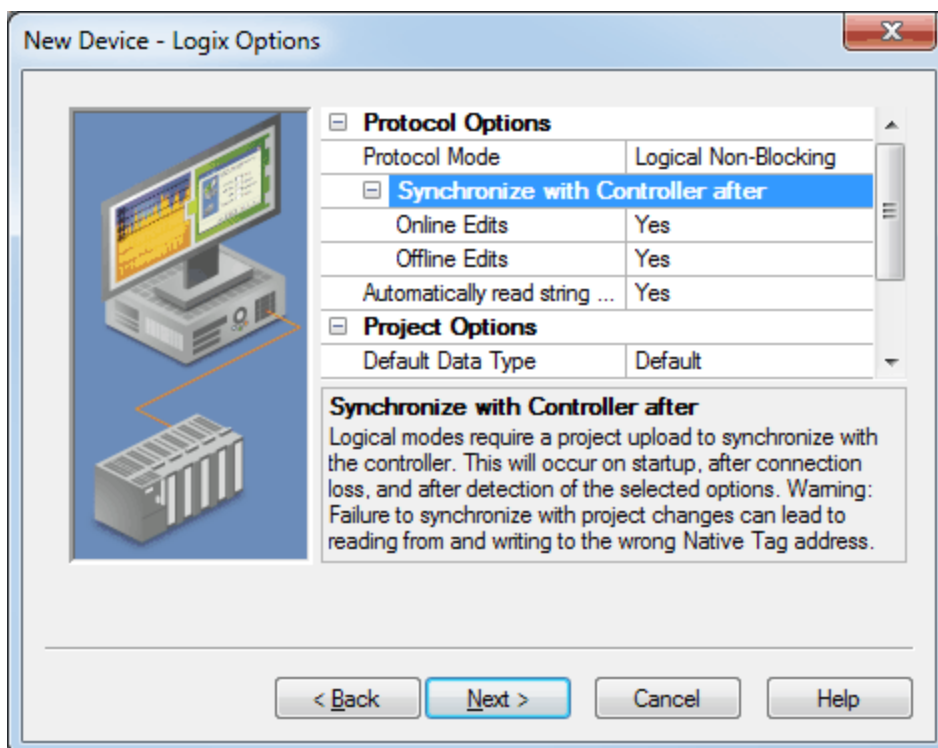 New Device - Logix Options
Protocol Options
Protocol Mode Logical Non-Blocking
Synchronize with Controller after
Online Edits Yes
Offline Edits Yes
Automatically read string ... Yes
Project Options
Default Data Type Default
Synchronize with Controller after
Logical modes require a project upload to synchronize with
the controller. This will occur on startup, after connection
loss, and after detection of the selected options. Warning:
Failure to synchronize with project changes can lead to
reading from and writing to the wrong Native Tag address.
< Back Next > Cancel Help